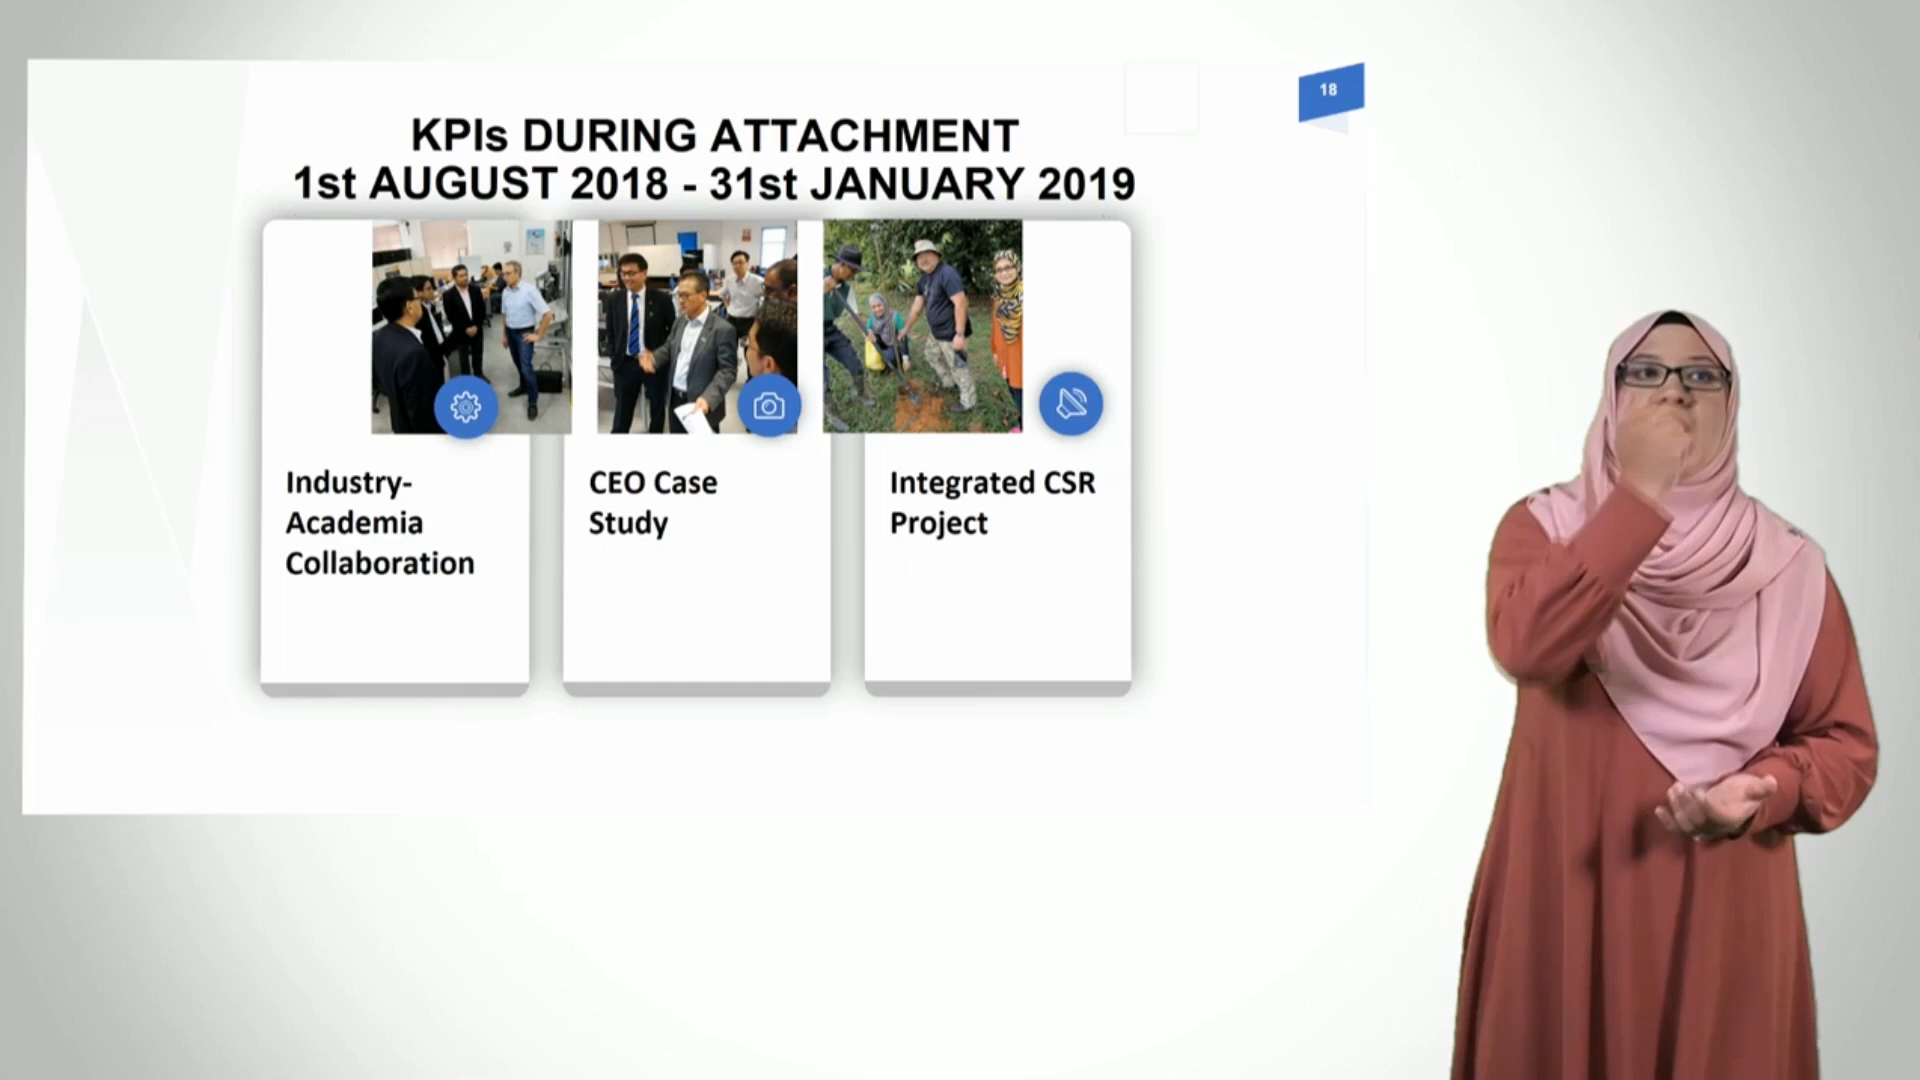 18
KPIs DURING ATTACHMENT
1st AUGUST 2018 - 31st JANUARY 2019
Industry-
Academia
Collaboration
CEO Case
Study
Integrated CSR
Project